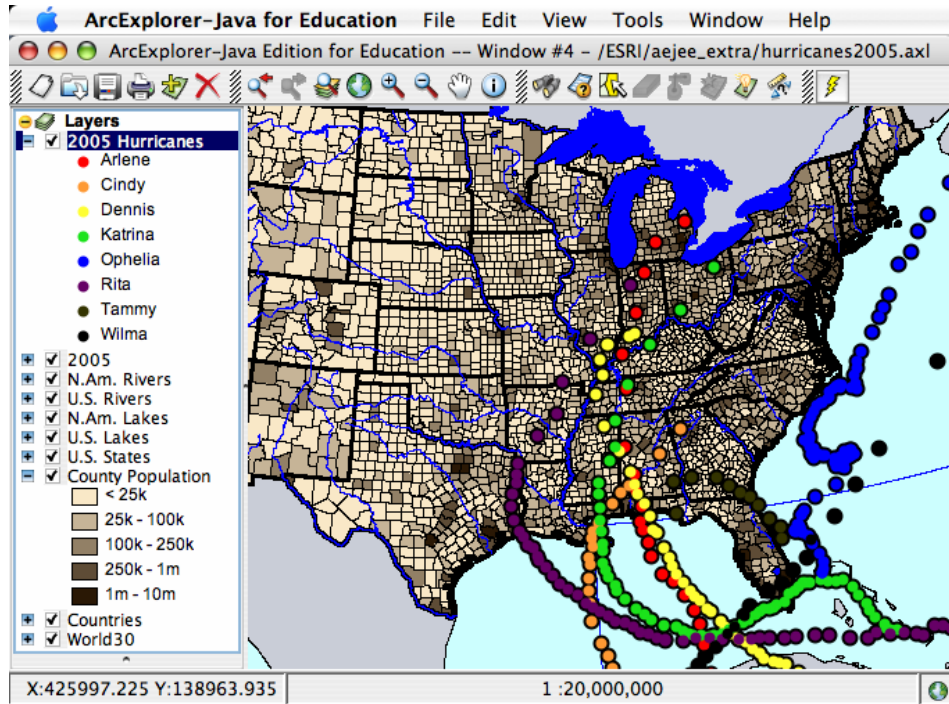 ArcExplorer-Java for Education File Edit View Tools Window Help
ArcExplorer-Java Edition for Education -- Window #4 - /ESRI/aejee_extra/hurricanes2005.axl
Layers
2005 Hurricanes
Arlene
Cindy
Dennis
Katrina
Ophelia
Rita
Tammy
Wilma
2005
N.Am. Rivers
U.S. Rivers
N.Am. Lakes
U.S. Lakes
U.S. States
County Population
< 25k
25k - 100k
100k - 250k
250k - 1m
1m - 10m
Countries
World30
X:425997.225 Y:138963.935 1 :20,000,000